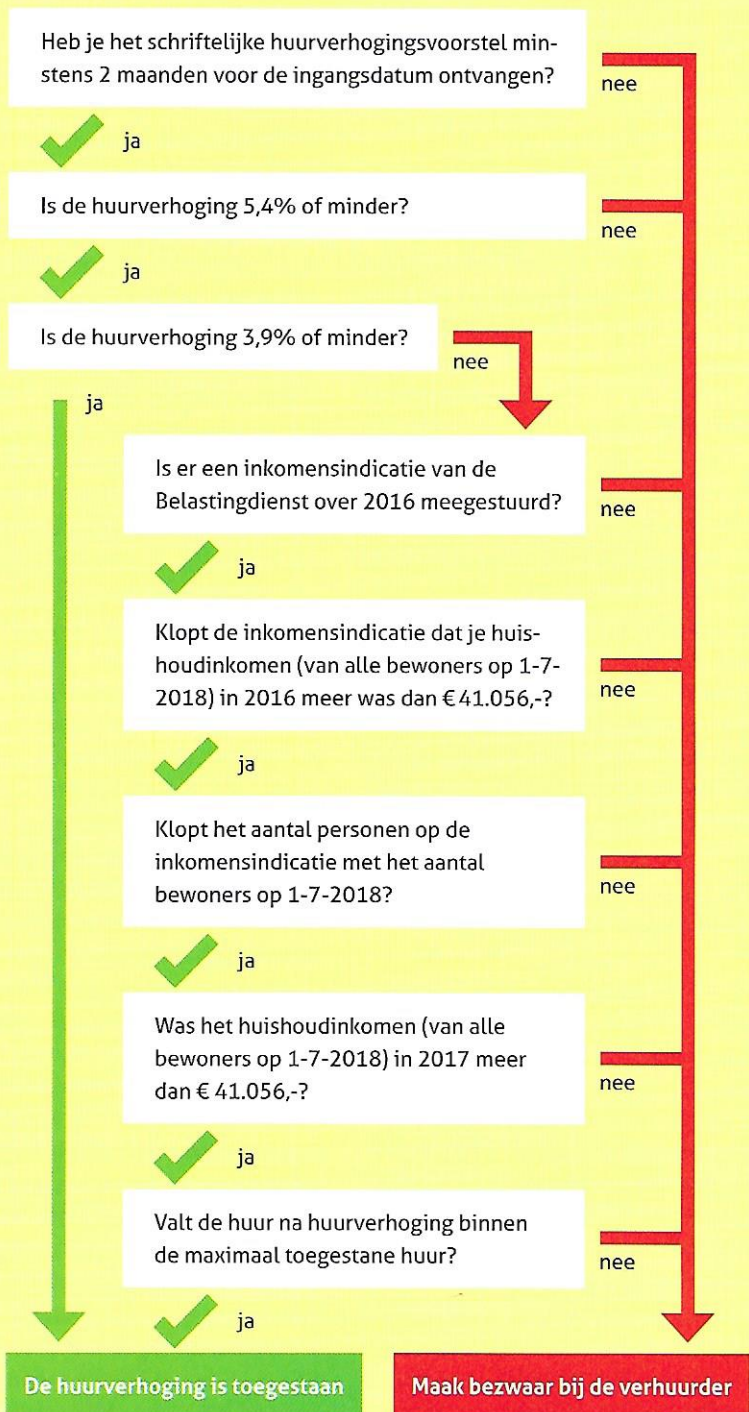 Heb je het schriftelijke huurverhogingsvoorstel min-
stens 2 maanden voor de ingangsdatum ontvangen?
nee
ja
Is de huurverhoging 5,4% of minder?
nee
ja
Is de huurverhoging 3,9% of minder?
nee
ja
Is er een inkomensindicatie van de
Belastingdienst over 2016 meegestuurd?
nee
ja
Klopt de inkomensindicatie dat je huis-
houdinkomen (van alle bewoners op 1-7-
2018) in 2016 meer was dan € 41.056,-?
nee
ja
Klopt het aantal personen op de
inkomensindicatie met het aantal
bewoners op 1-7-2018?
nee
ja
Was het huishoudinkomen (van alle
bewoners op 1-7-2018) in 2017 meer
dan € 41.056,-?
nee
ja
Valt de huur na huurverhoging binnen
de maximaal toegestane huur?
nee
ja
De huurverhoging is toegestaan
Maak bezwaar bij de verhuurder